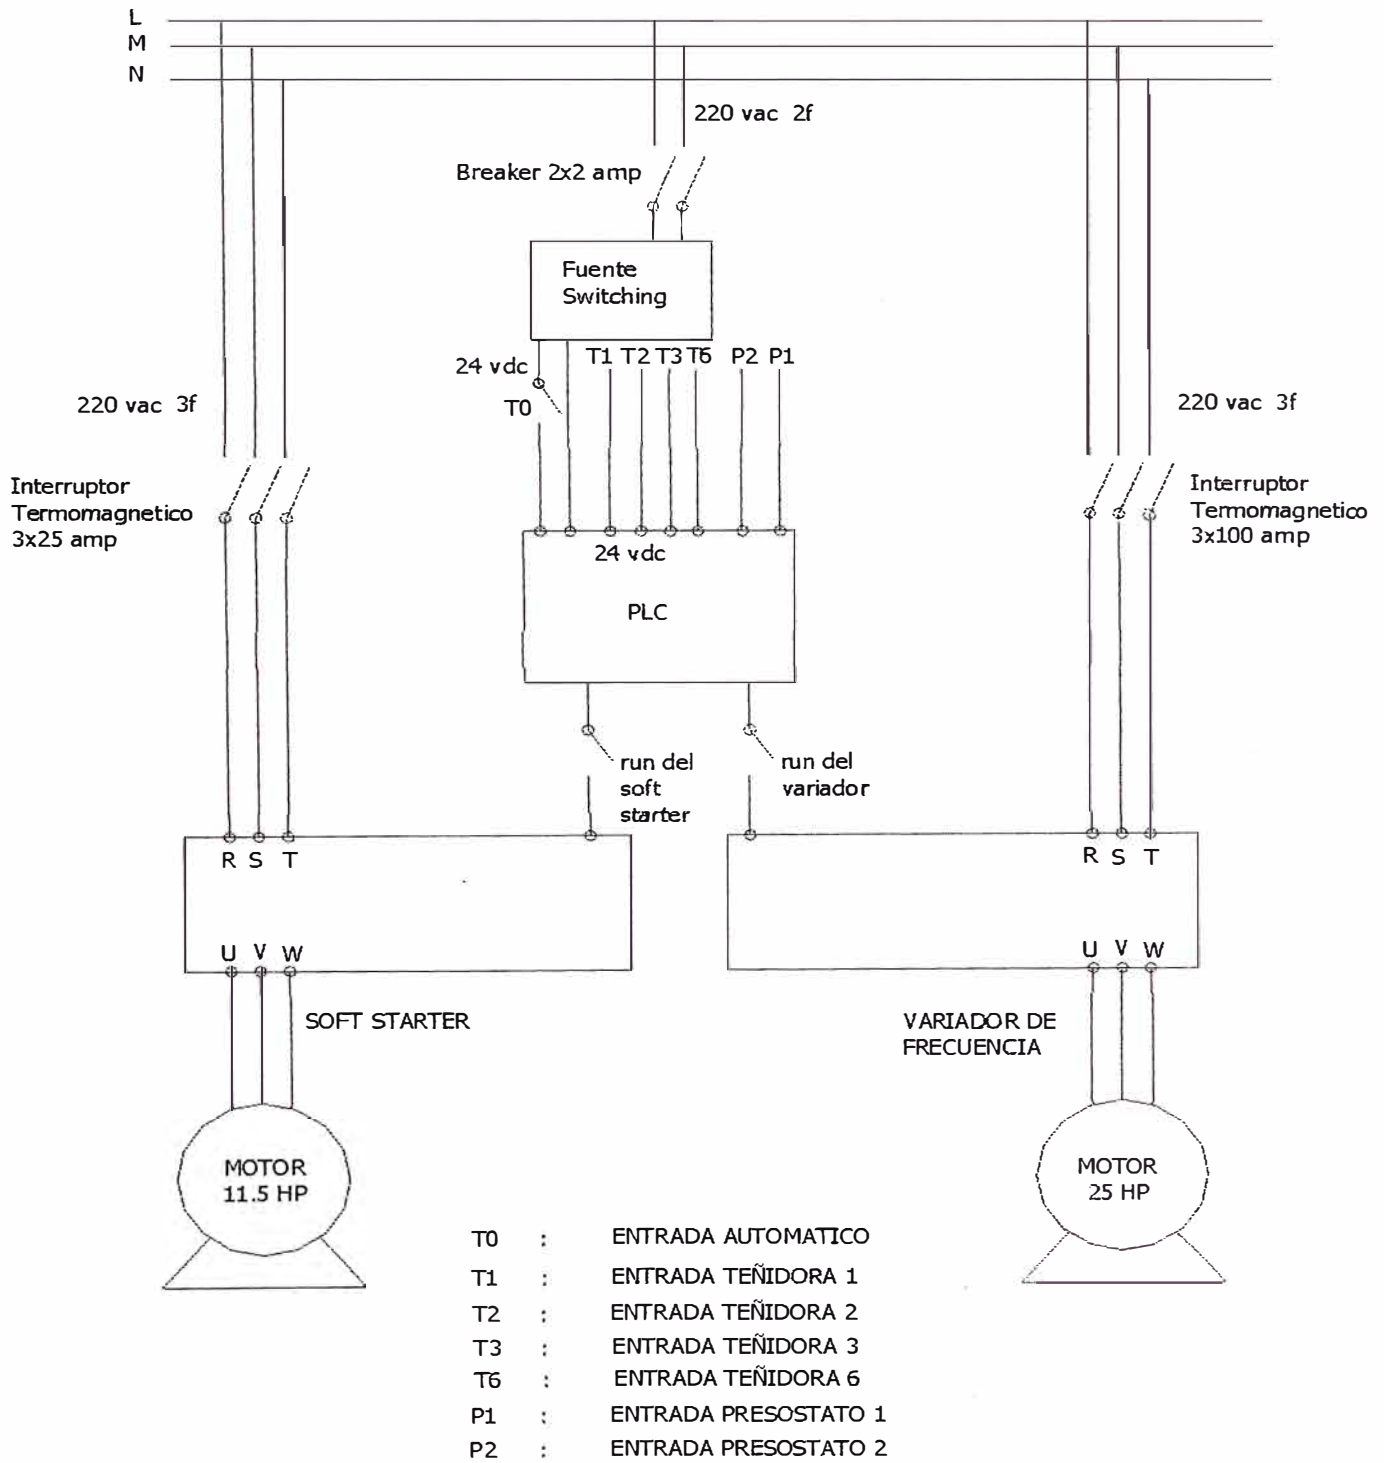 L
M
N
220 vac 2f
Breaker 2x2 amp
Fuente
Switching
24 vdc
T0
T1 T2 T3 T6 P2 P1
220 vac 3f
220 vac 3f
Interruptor
Termomagnetico
3x25 amp
Interruptor
Termomagnetico
3x100 amp
24 vdc
PLC
run del
soft
starter
run del
variador
R S T
R S T
U V W
U V W
SOFT STARTER
VARIADOR DE
FRECUENCIA
MOTOR
11.5 HP
MOTOR
25 HP
T0 : ENTRADA AUTOMATICO
T1 : ENTRADA TEÑIDORA 1
T2 : ENTRADA TEÑIDORA 2
T3 : ENTRADA TEÑIDORA 3
T6 : ENTRADA TEÑIDORA 6
P1 : ENTRADA PRESOSTATO 1
P2 : ENTRADA PRESOSTATO 2